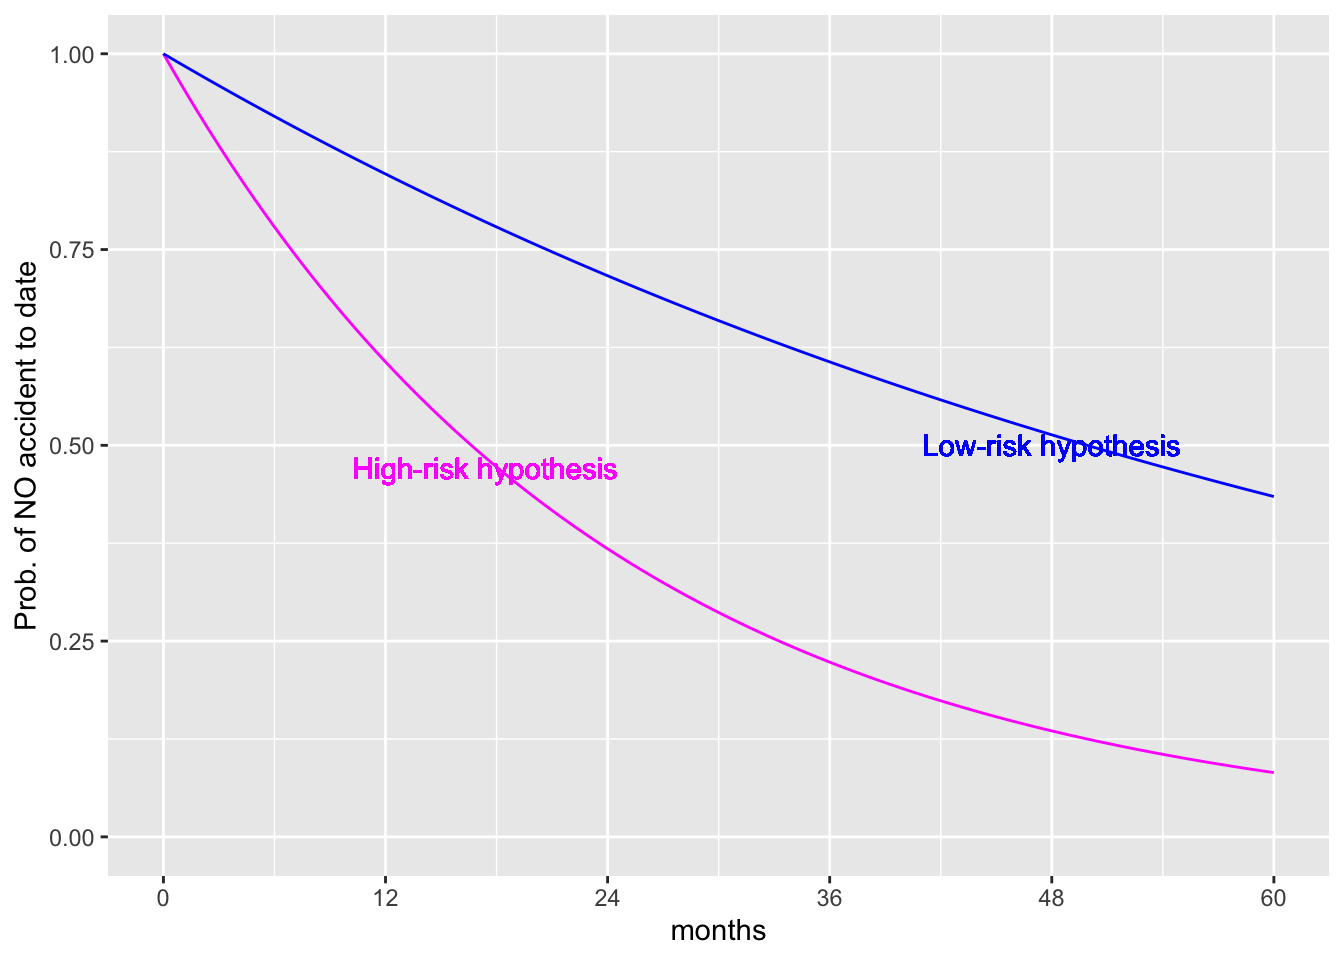 1.00
0.75
0.50
0.25
0.00
Prob. of NO accident to date
High-risk hypothesis
Low-risk hypothesis
0 12 24 36 48 60
months